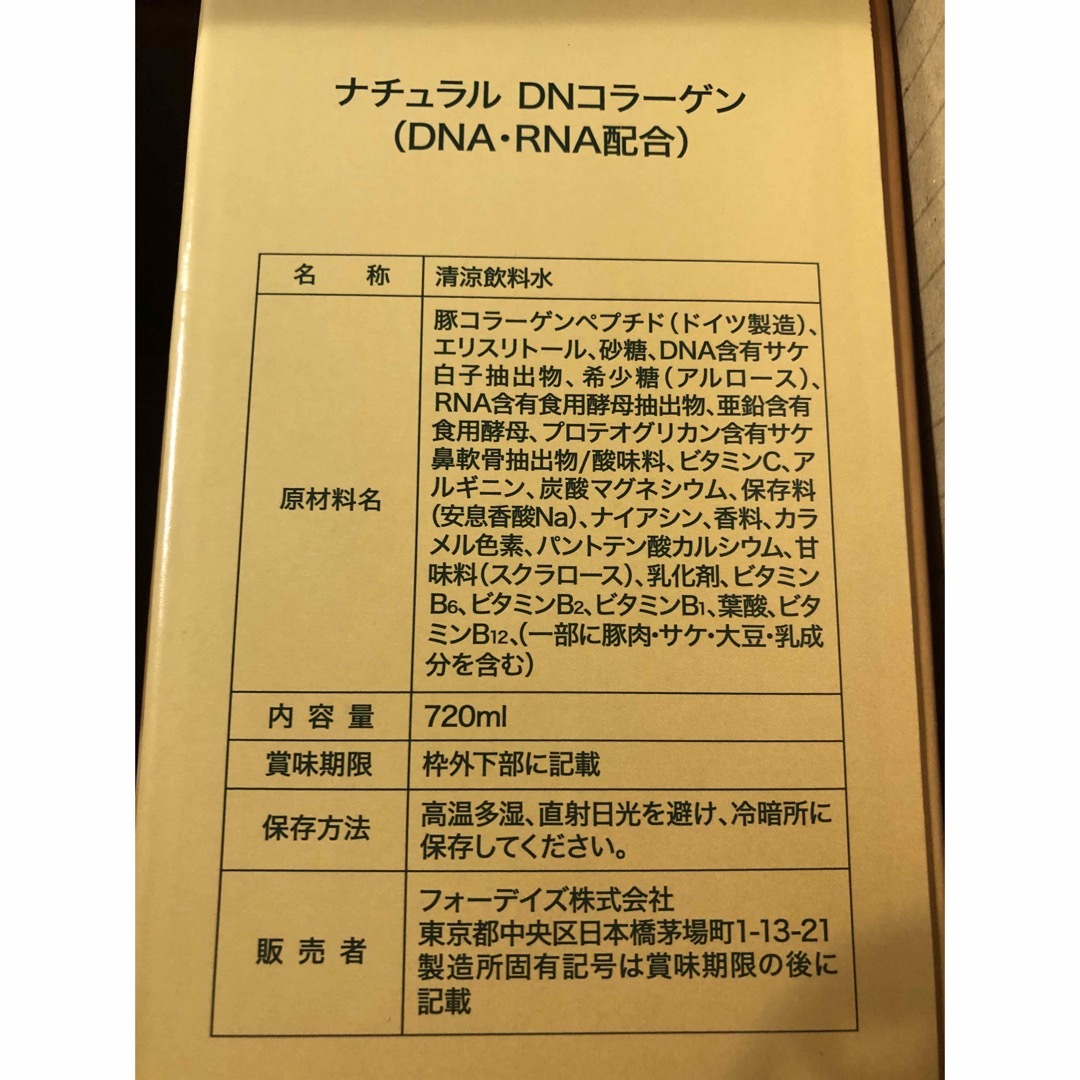 ナチュラル DNコラーゲン
(DNA・RNA配合)
名 称
清涼飲料水
原材料名
豚コラーゲンペプチド(ドイツ製造)、
エリスリトール、砂糖、DNA含有サケ
白子抽出物、希少糖(アルロース)、
RNA含有食用酵母抽出物、亜鉛含有
食用酵母、プロテオグリカン含有サケ
鼻軟骨抽出物/酸味料、ビタミンC、ア
ルギニン、炭酸マグネシウム、保存料
(安息香酸Na)、ナイアシン、香料、カラ
メル色素、パントテン酸カルシウム、甘
味料(スクラロース)、乳化剤、ビタミン
B6、ビタミンB2、ビタミンB1、葉酸、ビタ
ミンB12、(一部に豚肉・サケ・大豆・乳成
分を含む)
内 容 量
720ml
賞味期限
枠外下部に記載
保存方法
高温多湿、直射日光を避け、冷暗所に
保存してください。
販 売 者
フォーデイズ株式会社
東京都中央区日本橋茅場町1-13-21
製造所固有記号は賞味期限の後に
記載